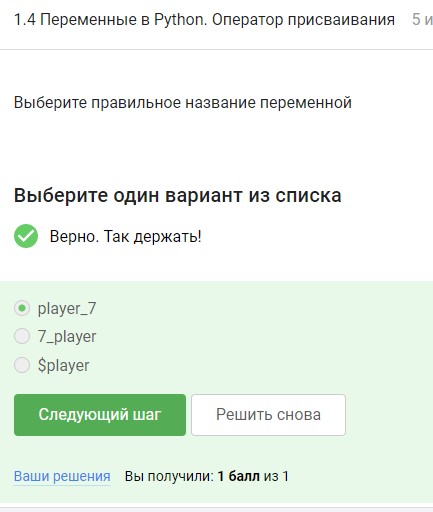 1.4 Переменные в Python. Оператор присваивания 5 и
Выберите правильное название переменной
Выберите один вариант из списка
Верно. Так держать!
player_7
7_player
$player
Следующий шаг Решить снова
Ваши решения Вы получили: 1 балл из 1